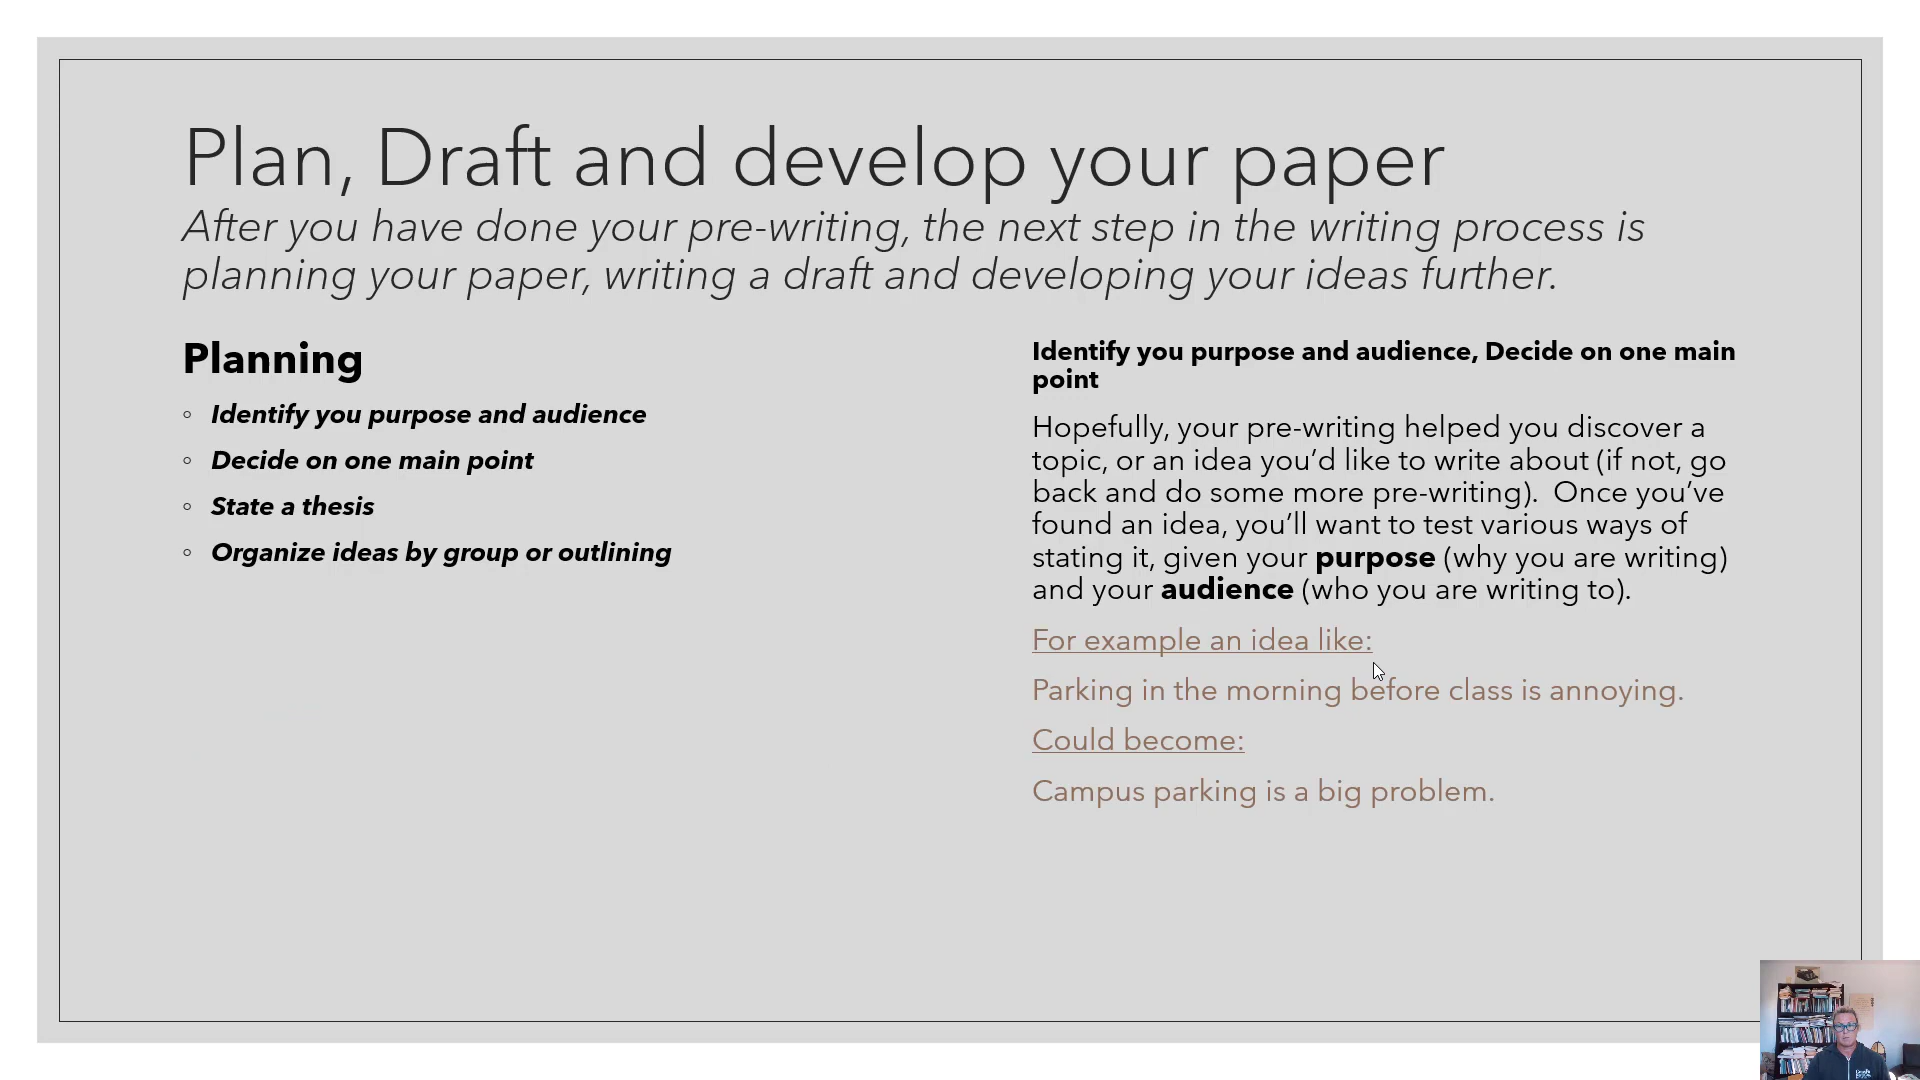 Plan, Draft and develop your paper
After you have done your pre-writing, the next step in the writing process is
planning your paper, writing a draft and developing your ideas further.
Planning
◦ Identify you purpose and audience
◦ Decide on one main point
◦ State a thesis
◦ Organize ideas by group or outlining
Identify you purpose and audience, Decide on one main
point
Hopefully, your pre-writing helped you discover a
topic, or an idea you’d like to write about (if not, go
back and do some more pre-writing).  Once you’ve
found an idea, you’ll want to test various ways of
stating it, given your purpose (why you are writing)
and your audience (who you are writing to).
For example an idea like:
Parking in the morning before class is annoying.
Could become:
Campus parking is a big problem.